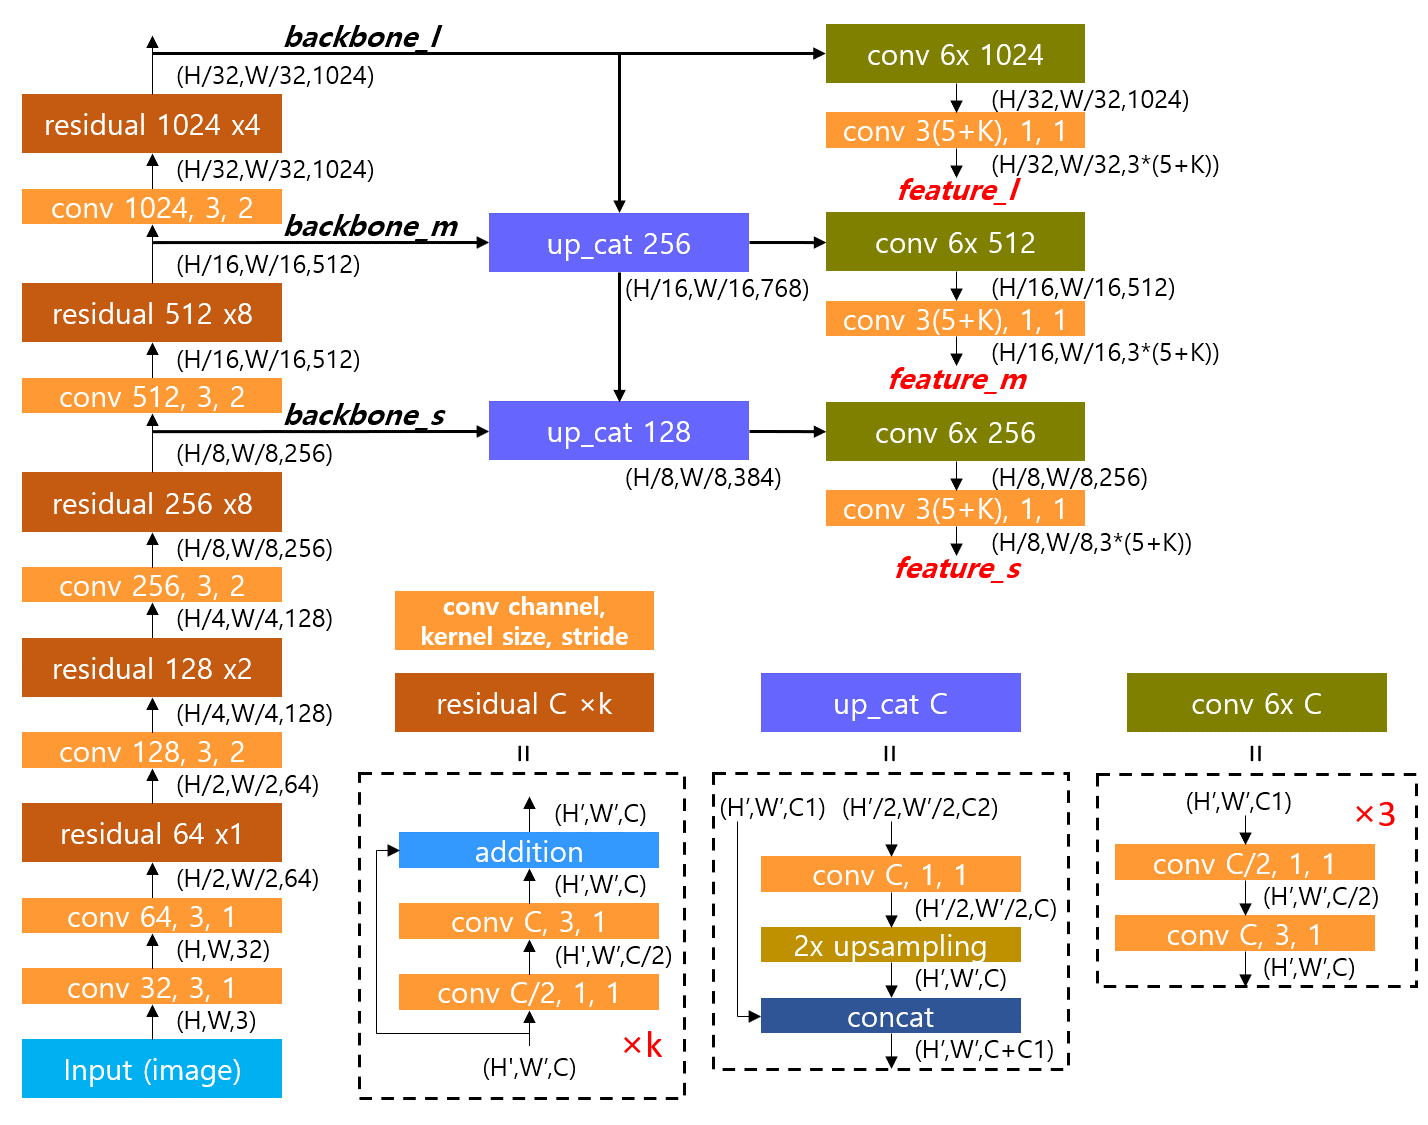 backbone_l
(H/32,W/32,1024)
residual 1024 x4
(H/32,W/32,1024)
conv 1024, 3, 2
backbone_m
(H/16,W/16,512)
residual 512 x8
(H/16,W/16,512)
conv 512, 3, 2
backbone_s
(H/8,W/8,256)
residual 256 x8
(H/8,W/8,256)
conv 256, 3, 2
(H/4,W/4,128)
residual 128 x2
(H/4,W/4,128)
conv 128, 3, 2
(H/2,W/2,64)
residual 64 x1
(H/2,W/2,64)
conv 64, 3, 1
(H,W,32)
conv 32, 3, 1
(H,W,3)
Input (image)
up_cat 256
(H/16,W/16,768)
up_cat 128
(H/8,W/8,384)
conv 6x 1024
(H/32,W/32,1024)
conv 3(5+K), 1, 1
(H/32,W/32,3*(5+K))
feature_l
conv 6x 512
(H/16,W/16,512)
conv 3(5+K), 1, 1
(H/16,W/16,3*(5+K))
feature_m
conv 6x 256
(H/8,W/8,256)
conv 3(5+K), 1, 1
(H/8,W/8,3*(5+K))
feature_s
conv channel,
kernel size, stride
residual C ×k
=
(H',W',C)
addition
(H',W',C)
conv C, 3, 1
(H',W',C/2)
conv C/2, 1, 1
×k
(H',W',C)
up_cat C
=
(H',W',C1) (H'/2,W'/2,C2)
conv C, 1, 1
(H'/2,W'/2,C)
2x upsampling
(H',W',C)
concat
(H',W',C+C1)
conv 6x C
=
(H',W',C1)
×3
conv C/2, 1, 1
(H',W',C/2)
conv C, 3, 1
(H',W',C)